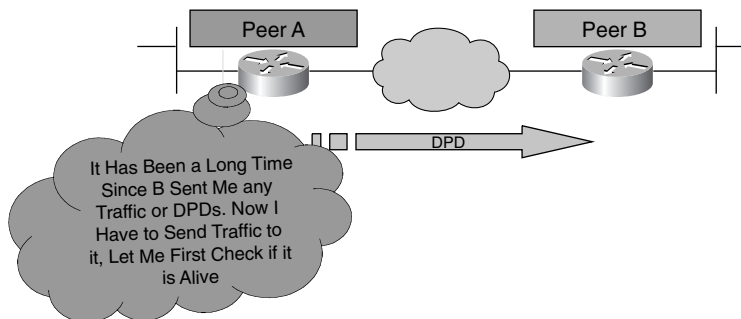 Peer A
Peer B
DPD
It Has Been a Long Time
Since B Sent Me any
Traffic or DPDs. Now I
Have to Send Traffic to
it, Let Me First Check if it
is Alive